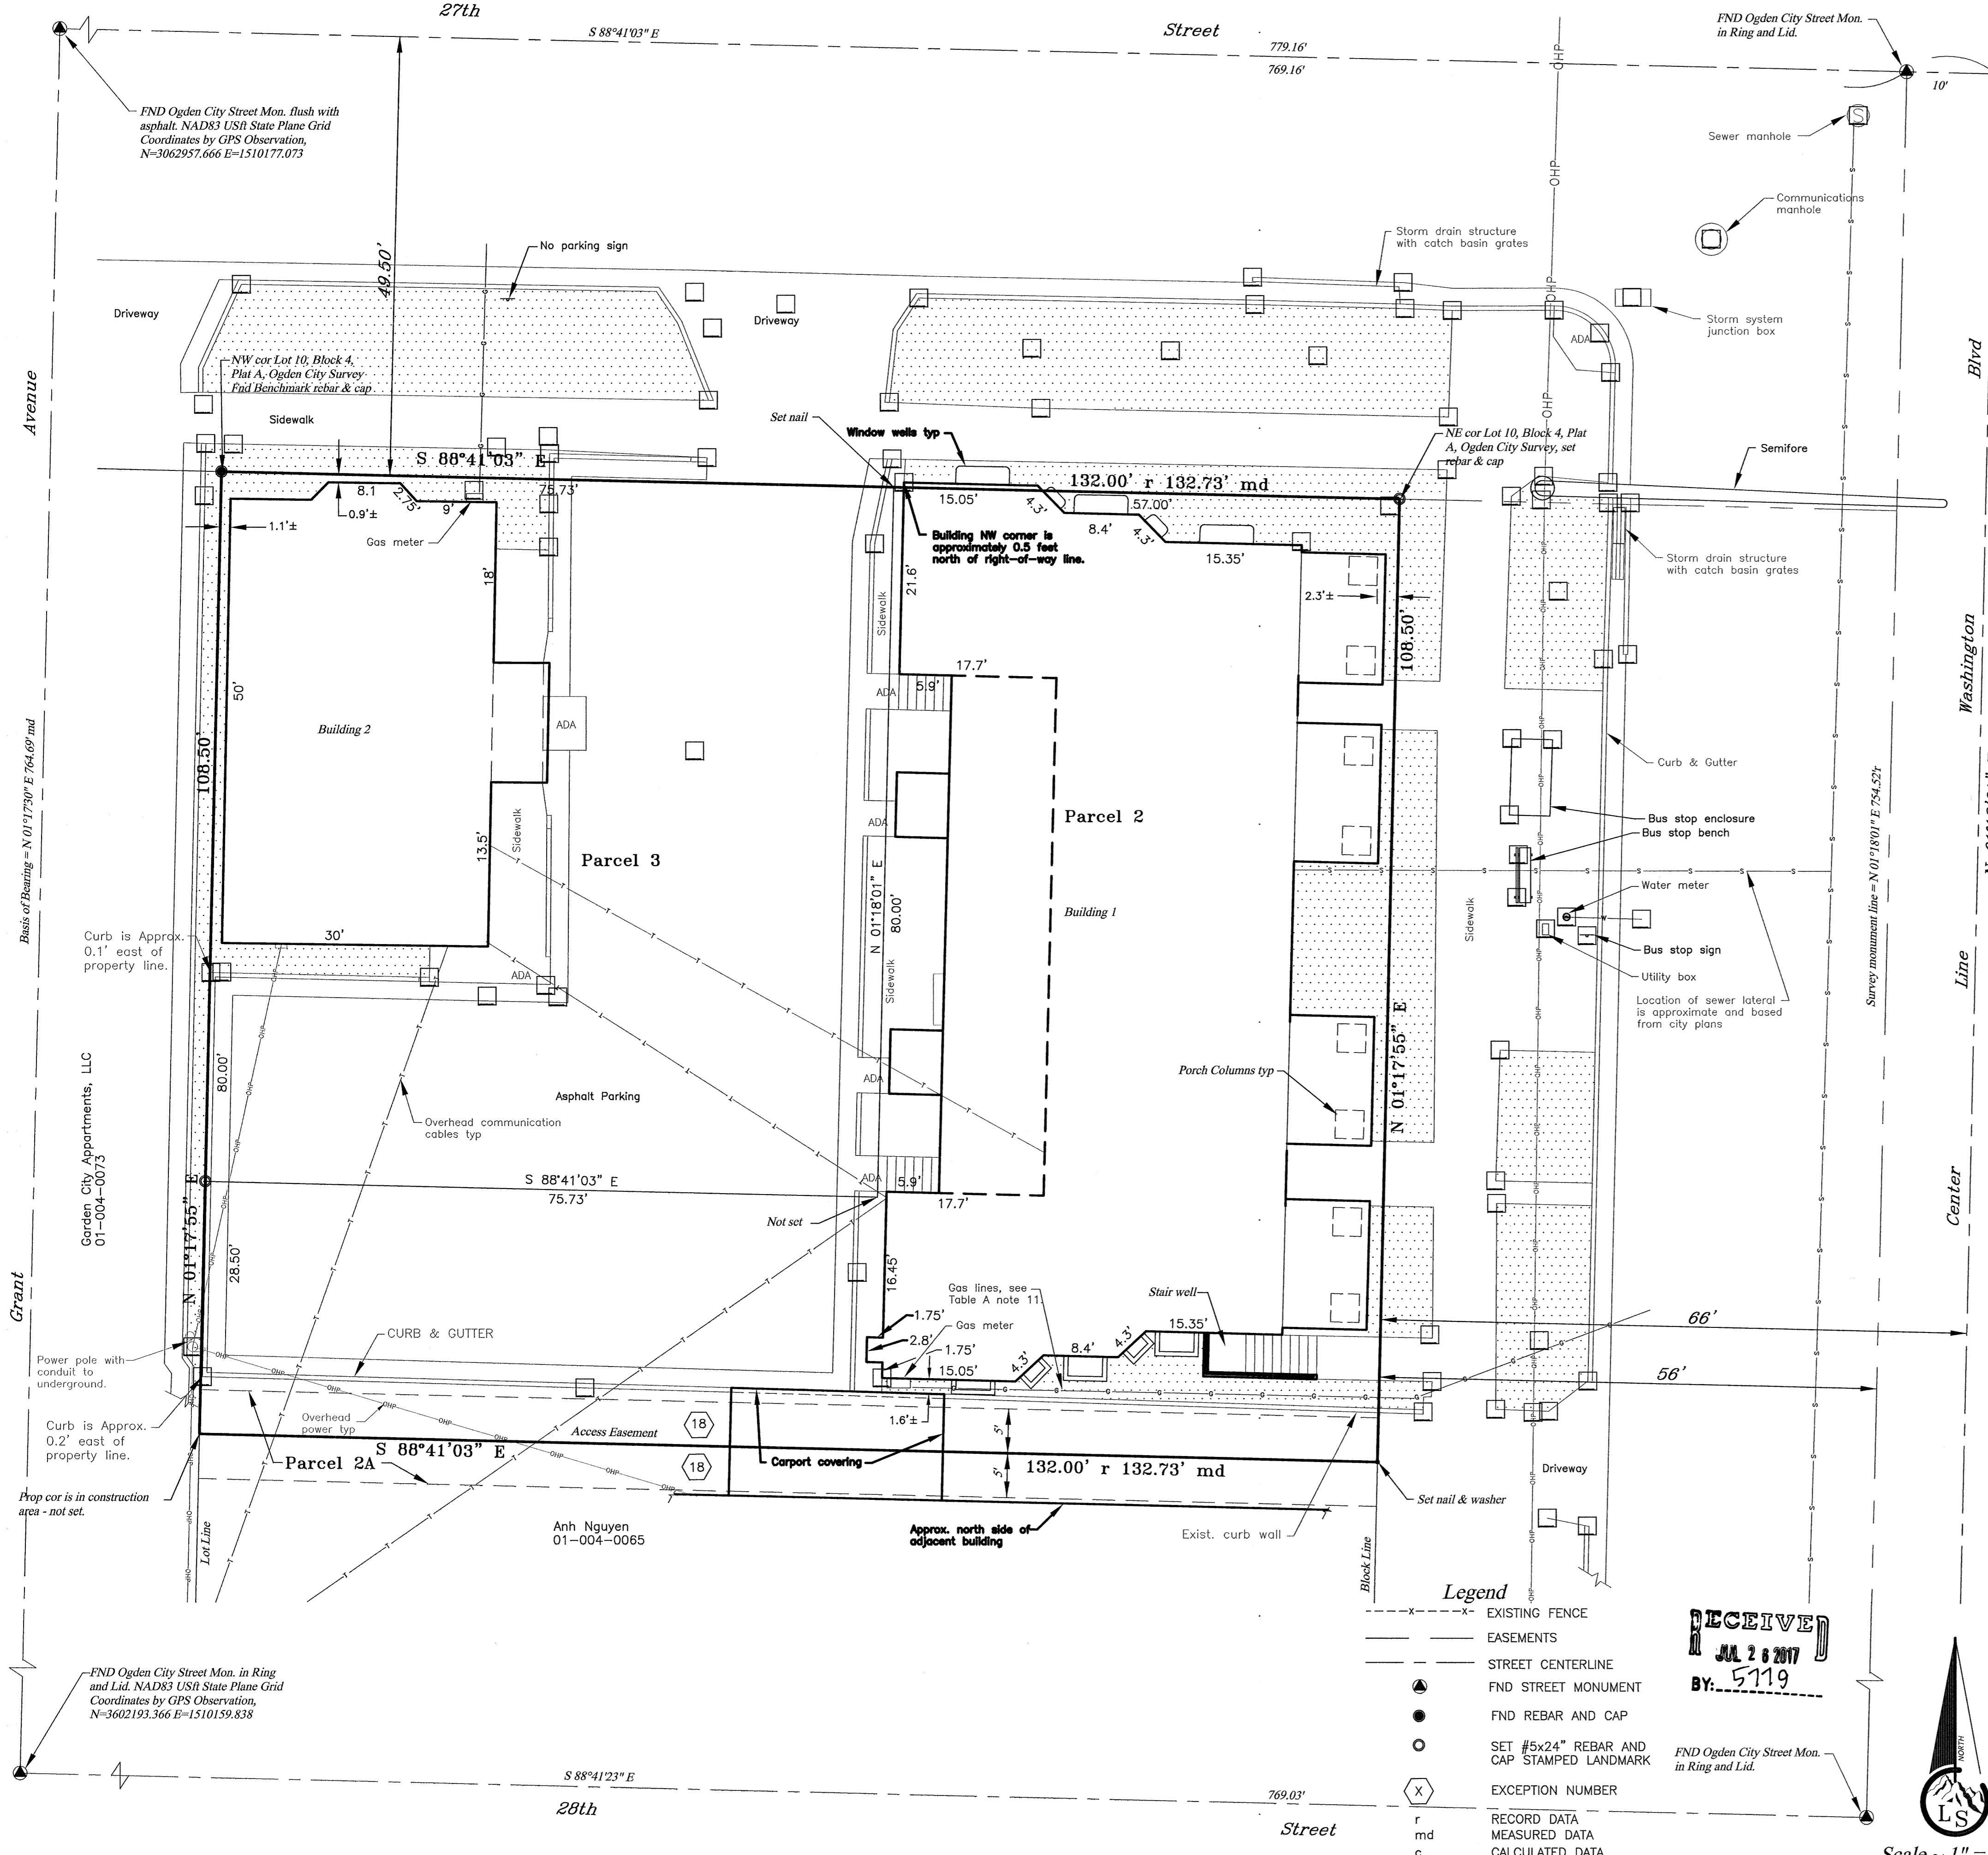 27th
Street
S 88°41'03" E
779.16'
769.16'
FND Ogden City Street Mon.
in Ring and Lid.
10'
FND Ogden City Street Mon. flush with
asphalt. NAD83 USft State Plane Grid
Coordinates by GPS Observation,
N=3062957.666 E=1510177.073
OHP
Sewer manhole
S
Communications
manhole
Storm drain structure
with catch basin grates
No parking sign
49.50'
Driveway
Driveway
Storm system
junction box
ADA
Avenue
Blvd
NW cor Lot 10, Block 4,
Plat A, Ogden City Survey
Fnd Benchmark rebar & cap
Sidewalk
Set nail
Window wells typ
NE cor Lot 10, Block 4, Plat
A, Ogden City Survey, set
rebar & cap
Semifore
S 88°41'03" E
75.73'
132.00' r 132.73' md
57.00'
8.1
2.75'
9'
0.9'±
1.1'±
Gas meter
15.05'
4.3'
8.4'
4.3'
15.35'
Building NW corner is
approximately 0.5 feet
north of right-of-way line.
Storm drain structure
with catch basin grates
18'
21.6'
Sidewalk
2.3'±
108.50'
17.7'
5.9'
ADA
50'
Building 2
ADA
108.50'
Washington
Curb & Gutter
Basis of Bearing = N 01°17'30" E 764.69' md
Survey monument line = N 01°18'01" E 754.52'r
Parcel 2
ADA
Bus stop enclosure
Bus stop bench
13.5'
Sidewalk
Parcel 3
N 01°18'01" E
80.00'
Building 1
Water meter
Sidewalk
Bus stop sign
Utility box
Location of sewer lateral
is approximate and based
from city plans
Line
Curb is Approx.
0.1' east of
property line.
30'
ADA
Sidewalk
80.00'
Garden City Appartments, LLC
01-004-0073
Asphalt Parking
Overhead communication
cables typ
ADA
Porch Columns typ
N 01°17'55" E
S 88°41'03" E
75.73'
ADA
5.9'
17.7'
Not set
Center
N 01°17'55" E
28.50'
Grant
16.45'
Gas lines, see
Table A note 11.
Stair well
1.75'
Gas meter
2.8'
1.75'
15.05'
4.3'
8.4'
4.3'
15.35'
66'
56'
CURB & GUTTER
Power pole with
conduit to
underground.
Curb is Approx.
0.2' east of
property line.
Overhead
power typ
Access Easement
18
18
1.6'±
5'
5'
S 88°41'03" E
Parcel 2A
Carport covering
132.00' r 132.73' md
Driveway
Prop cor is in construction
area - not set.
Set nail & washer
Lot Line
Anh Nguyen
01-004-0065
Approx. north side of
adjacent building
Exist. curb wall
Block Line
Legend
EXISTING FENCE
EASEMENTS
STREET CENTERLINE
FND STREET MONUMENT
FND REBAR AND CAP
SET #5x24" REBAR AND
CAP STAMPED LANDMARK
X
EXCEPTION NUMBER
r RECORD DATA
md MEASURED DATA
c CALCULATED DATA
RECEIVED
JUL 26 2017
BY: 5779
FND Ogden City Street Mon. in Ring
and Lid. NAD83 USft State Plane Grid
Coordinates by GPS Observation,
N=3602193.366 E=1510159.838
FND Ogden City Street Mon.
in Ring and Lid.
S 88°41'23" E
769.03'
28th
Street
NORTH
LS
Scale ~ 1" =